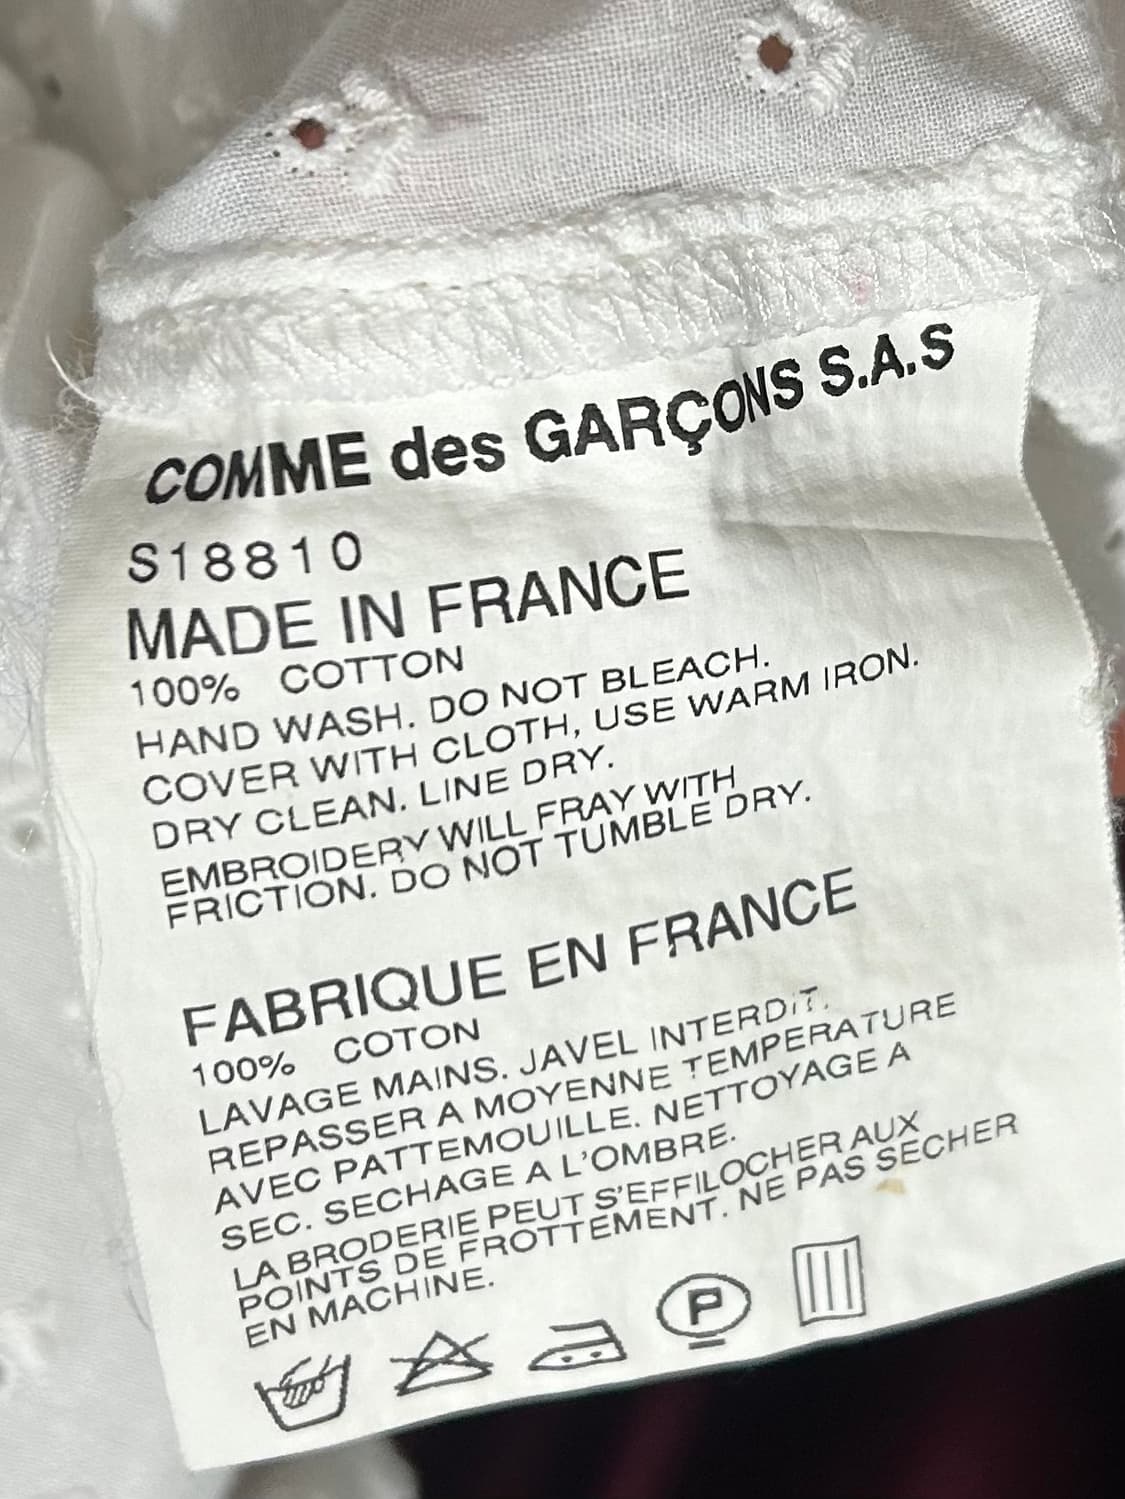 COMME des GARÇONS S.A.S
S18810
MADE IN FRANCE
100% COTTON
HAND WASH. DO NOT BLEACH.
COVER WITH CLOTH, USE WARM IRON.
DRY CLEAN. LINE DRY.
EMBROIDERY WILL FRAY WITH
FRICTION. DO NOT TUMBLE DRY.
FABRIQUE EN FRANCE
100% COTON
LAVAGE MAINS. JAVEL INTERDIT.
REPASSER A MOYENNE TEMPERATURE
AVEC PATTEMOUILLE. NETTOYAGE A
SEC. SECHAGE A L'OMBRE.
LA BRODERIE PEUT S'EFFILOCHER AUX
POINTS DE FROTTEMENT. NE PAS SECHER
EN MACHINE.
P